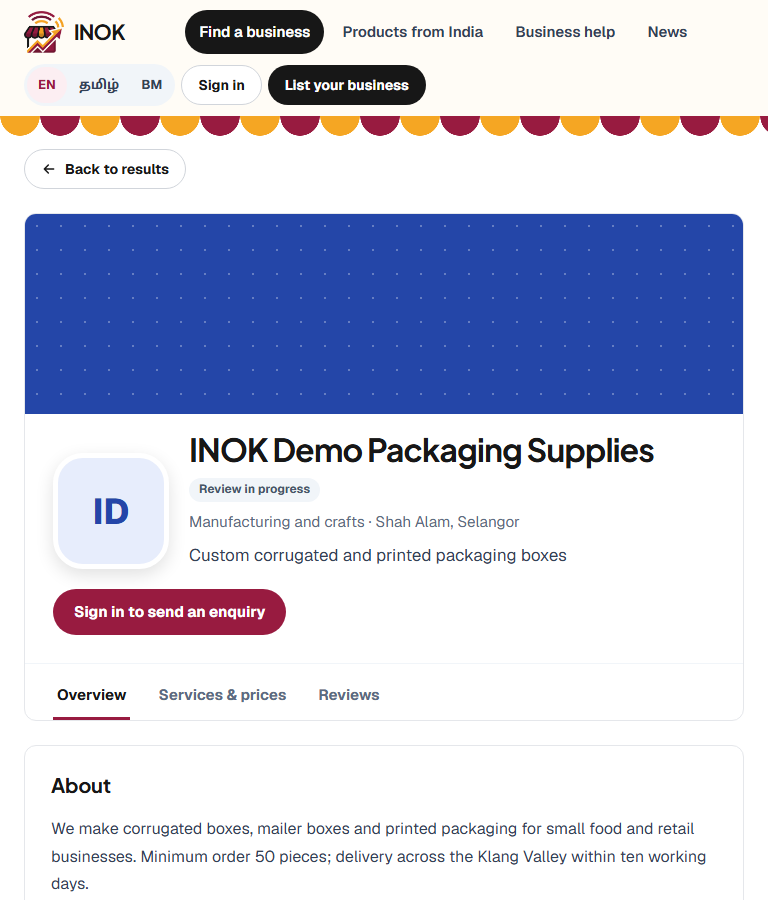 INOK
Find a business
Products from India
Business help
News
EN
தமிழ்
BM
Sign in
List your business
← Back to results
INOK Demo Packaging Supplies
Review in progress
Manufacturing and crafts · Shah Alam, Selangor
ID
Custom corrugated and printed packaging boxes
Sign in to send an enquiry
Overview
Services & prices
Reviews
About
We make corrugated boxes, mailer boxes and printed packaging for small food and retail
businesses. Minimum order 50 pieces; delivery across the Klang Valley within ten working
days.